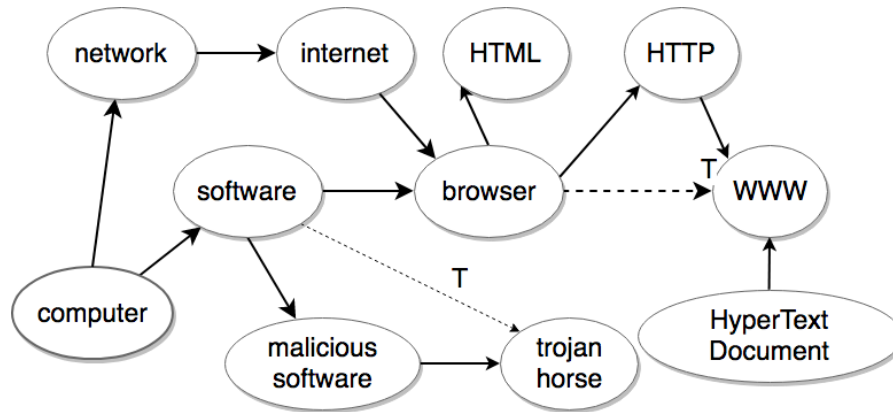 network
internet
HTML
HTTP
software
browser
T
WWW
T
computer
malicious
software
trojan
horse
HyperText
Document